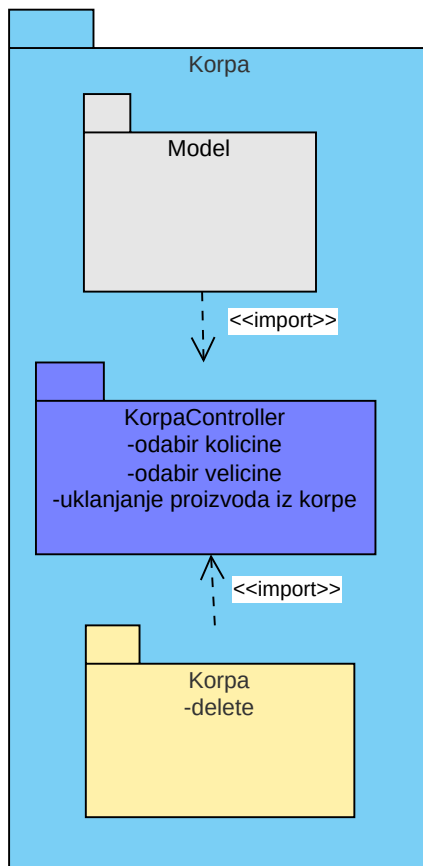 Korpa
Model
<<import>>
KorpaController
-odabir kolicine
-odabir velicine
-uklanjanje proizvoda iz korpe
<<import>>
Korpa
-delete